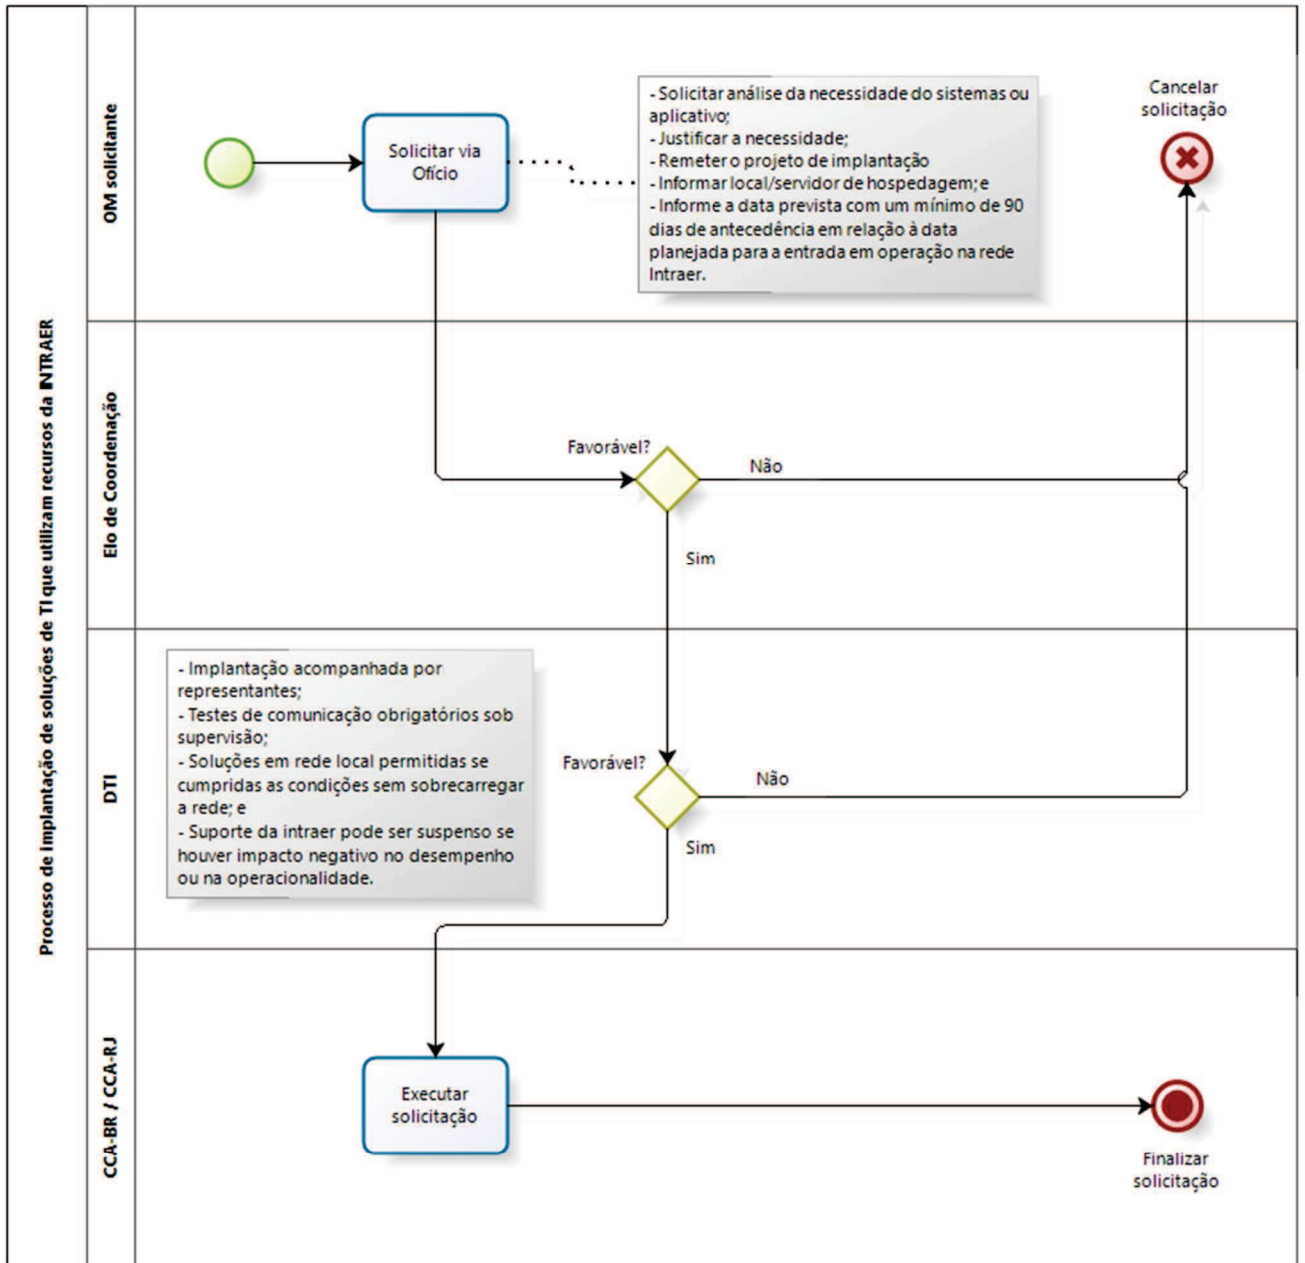 Processo de implantação de soluções de TI que utilizam recursos da INTRAER
OM solicitante
Solicitar via
Ofício
- Solicitar análise da necessidade do sistemas ou
aplicativo;
- Justificar a necessidade;
- Remeter o projeto de implantação
- Informar local/servidor de hospedagem; e
- Informe a data prevista com um mínimo de 90
dias de antecedência em relação à data
planejada para a entrada em operação na rede
Intraer.
Cancelar
solicitação
Elo de Coordenação
Favorável?
Não
Sim
DTI
- Implantação acompanhada por
representantes;
- Testes de comunicação obrigatórios sob
supervisão;
- Soluções em rede local permitidas se
cumpridas as condições sem sobrecarregar
a rede; e
- Suporte da intraer pode ser suspenso se
houver impacto negativo no desempenho
ou na operacionalidade.
Favorável?
Não
Sim
CCA-BR / CCA-RJ
Executar
solicitação
Finalizar
solicitação